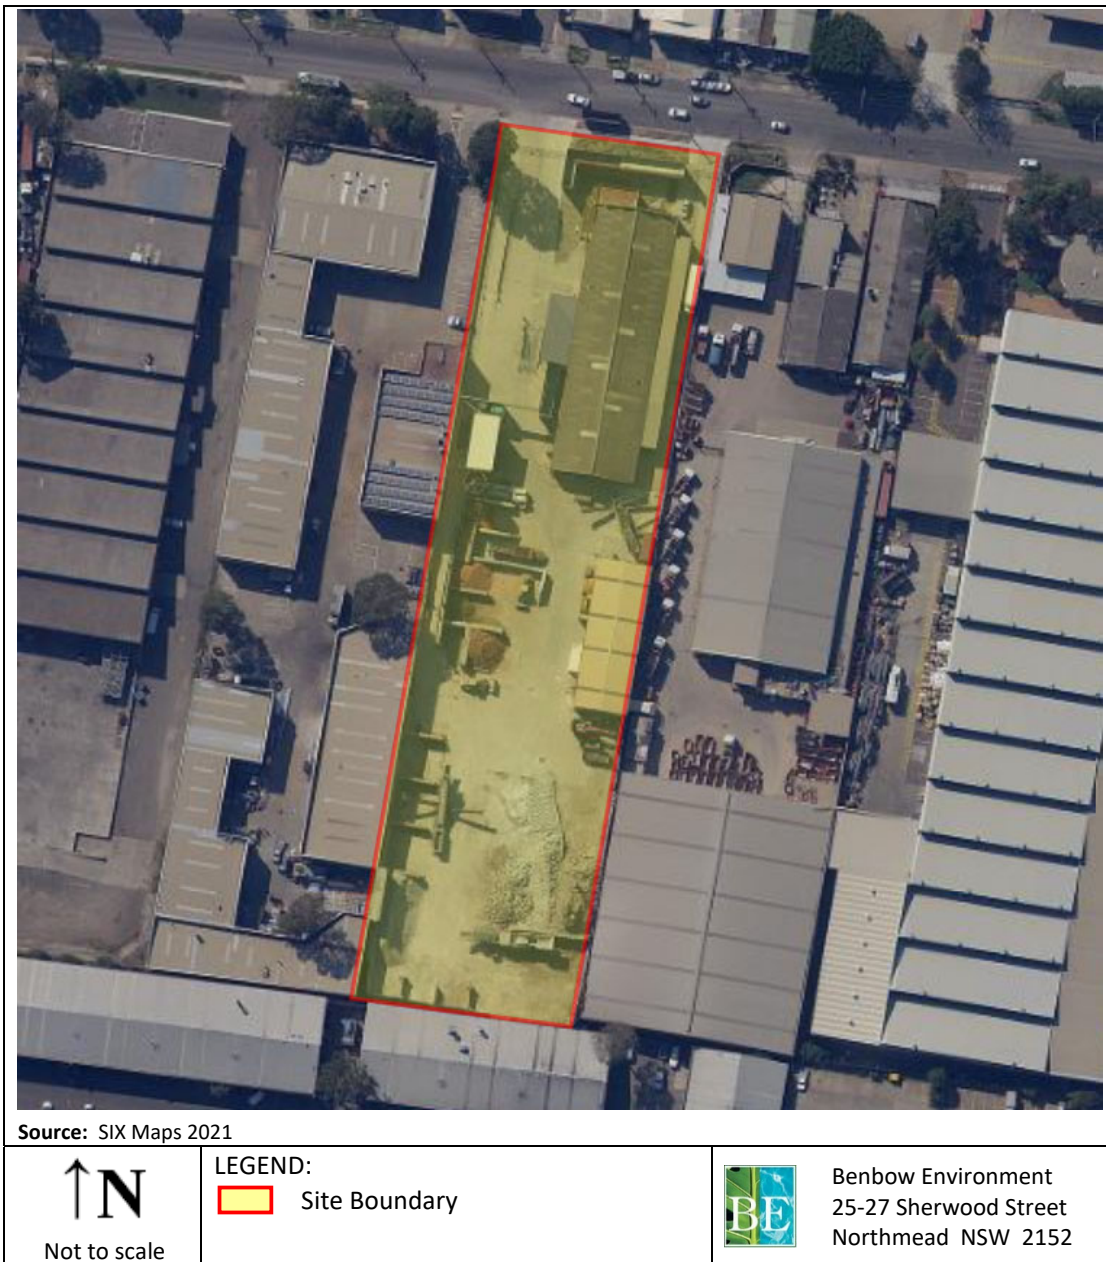 Source: SIX Maps 2021
N
Not to scale
LEGEND:
Site Boundary
BE
Benbow Environment
25-27 Sherwood Street
Northmead NSW 2152